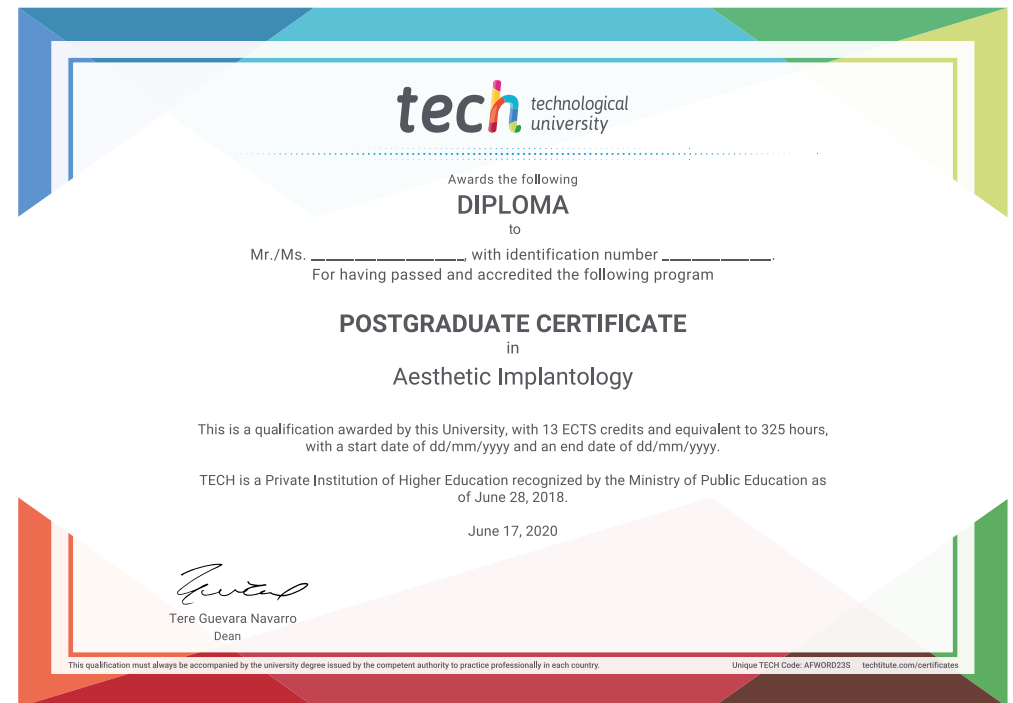 tech technological
university
Awards the following
DIPLOMA
to
Mr./Ms. ____________________, with identification number ______________.
For having passed and accredited the following program
POSTGRADUATE CERTIFICATE
in
Aesthetic Implantology
This is a qualification awarded by this University, with 13 ECTS credits and equivalent to 325 hours,
with a start date of dd/mm/yyyy and an end date of dd/mm/yyyy.
TECH is a Private Institution of Higher Education recognized by the Ministry of Public Education as
of June 28, 2018.
June 17, 2020
Tere Guevara Navarro
Dean
This qualification must always be accompanied by the university degree issued by the competent authority to practice professionally in each country.
Unique TECH Code: AFWORD23S techtitute.com/certificates